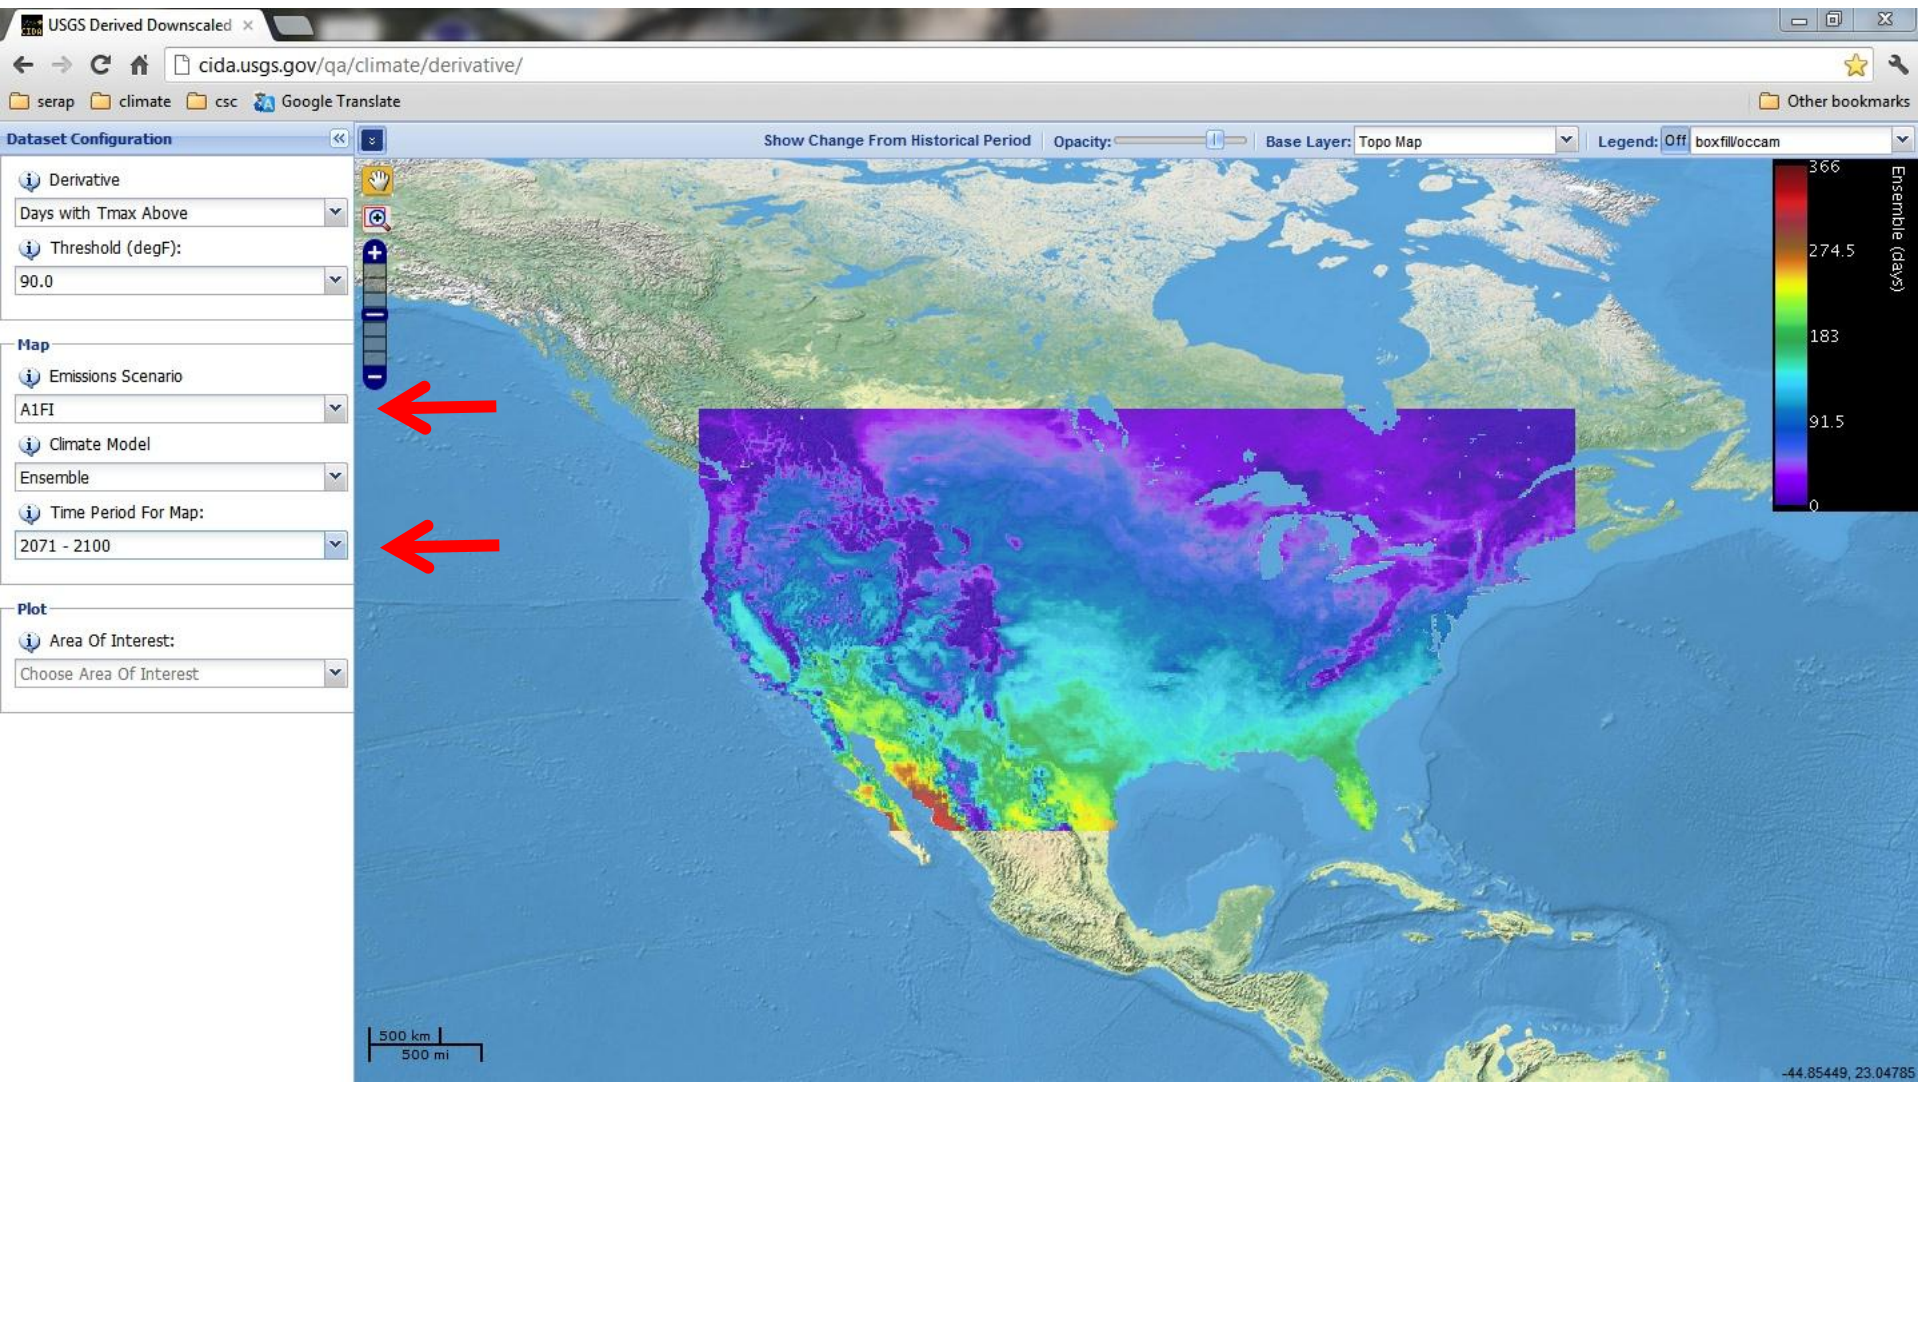 USGS Derived Downscaled
cida.usgs.gov/qa/climate/derivative/
serap climate csc Google Translate Other bookmarks
Dataset Configuration
Show Change From Historical Period Opacity: Base Layer: Topo Map Legend: Off boxfill/occam
Derivative
Days with Tmax Above
Threshold (degF):
90.0
Map
Emissions Scenario
A1FI
Climate Model
Ensemble
Time Period For Map:
2071 - 2100
Plot
Area Of Interest:
Choose Area Of Interest
366
274.5
183
91.5
0
Ensemble (days)
500 km
500 mi
-44.85449, 23.04785
CIDA